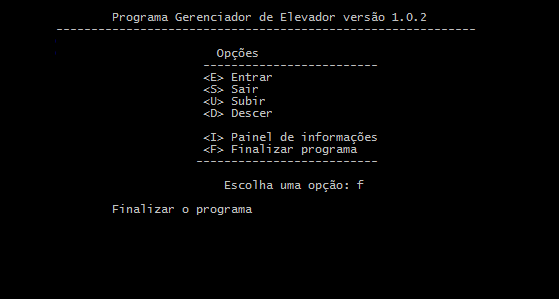 Programa Gerenciador de Elevador versão 1.0.2
------------------------------------------------------------
Opções
-------------------------
<E> Entrar
<S> Sair
<U> Subir
<D> Descer
<I> Painel de informações
<F> Finalizar programa
--------------------------
Escolha uma opção: f
Finalizar o programa